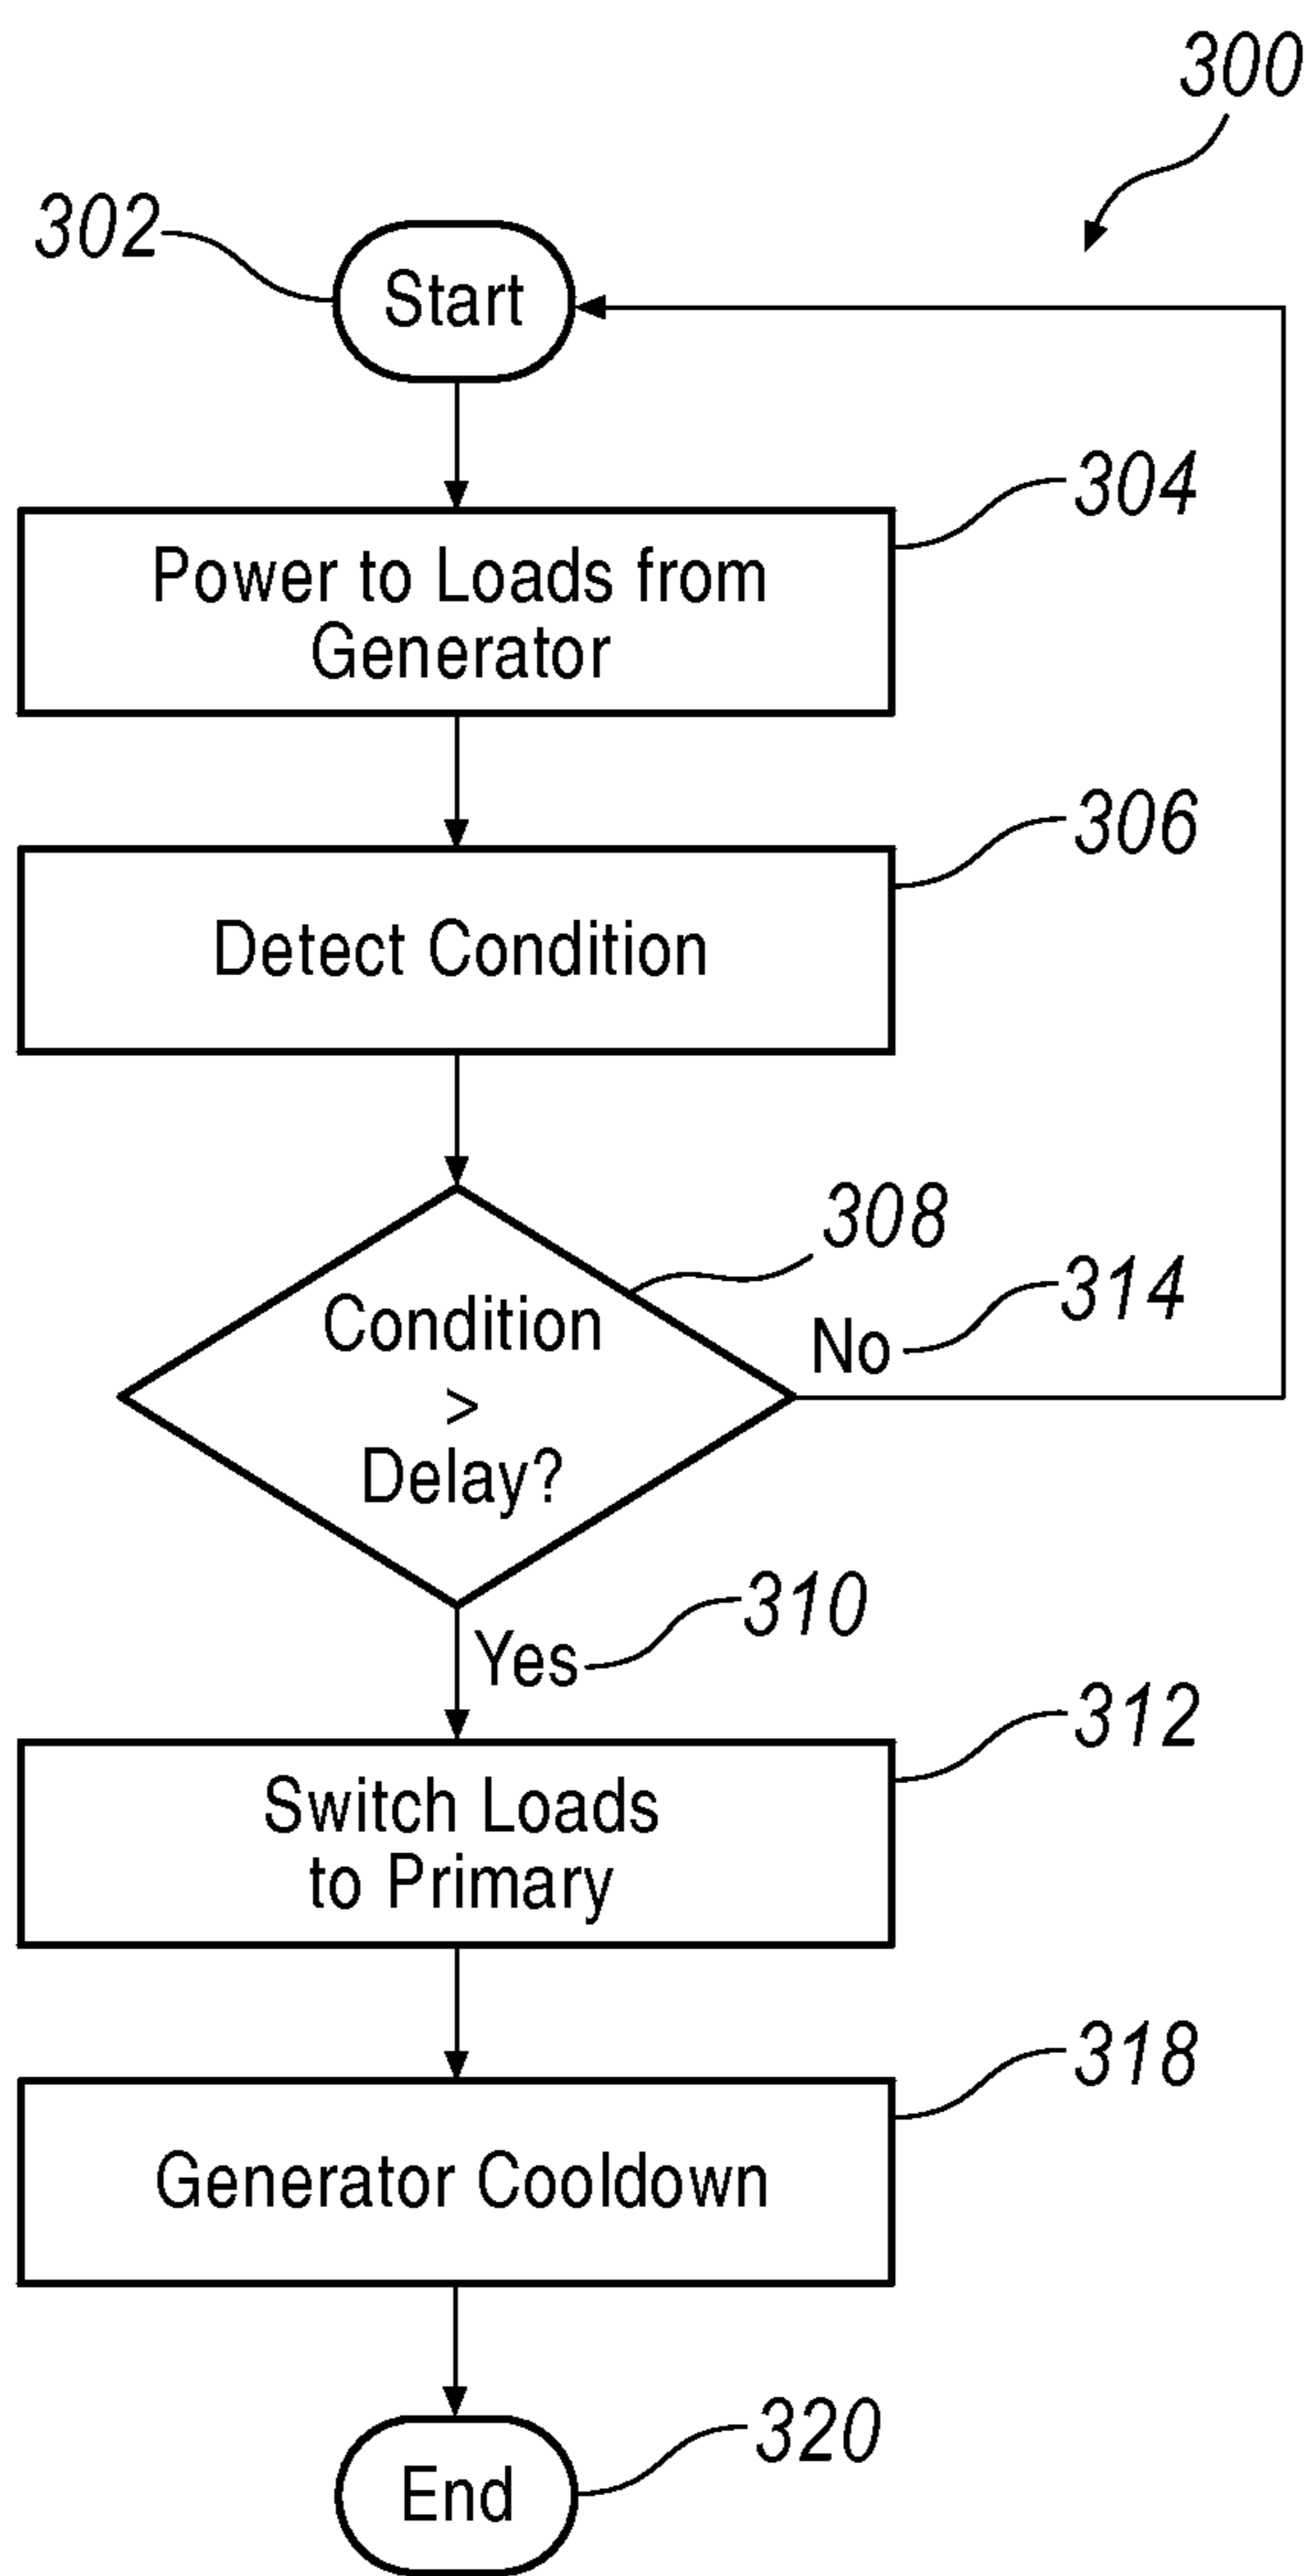 300
302
Start
304
Power to Loads from
Generator
306
Detect Condition
308
Condition
>
Delay?
314
No
310
Yes
312
Switch Loads
to Primary
318
Generator Cooldown
320
End